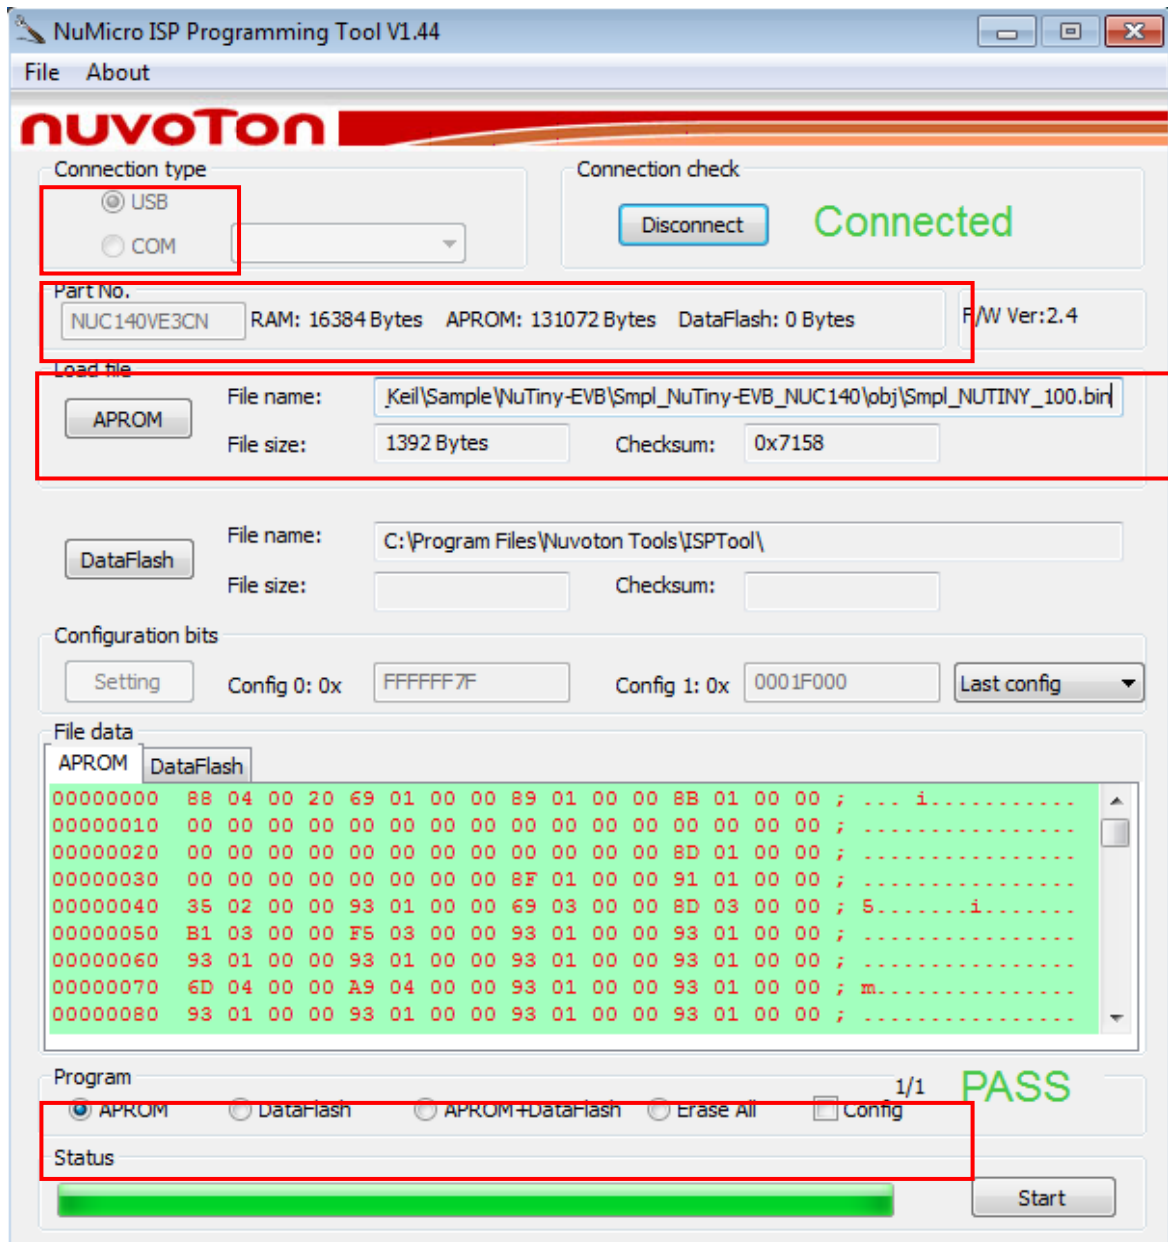 NuMicro ISP Programming Tool V1.44
File About
nuvoTon
Connection type
USB
COM
Connection check
Disconnect
Connected
Part No.
NUC140VE3CN RAM: 16384 Bytes APROM: 131072 Bytes DataFlash: 0 Bytes
F/W Ver:2.4
Load file
APROM
File name: _Keil\Sample\NuTiny-EVB\Smpl_NuTiny-EVB_NUC140\obj\Smpl_NUTINY_100.bin
File size: 1392 Bytes Checksum: 0x7158
DataFlash
File name: C:\Program Files\Nuvoton Tools\ISPTool\
File size: Checksum:
Configuration bits
Setting Config 0: 0x FFFFFF7F Config 1: 0x 0001F000 Last config
File data
APROM DataFlash
00000000 88 04 00 20 69 01 00 00 89 01 00 00 8B 01 00 00 ; ... i...........
00000010 00 00 00 00 00 00 00 00 00 00 00 00 00 00 00 00 ; ................
00000020 00 00 00 00 00 00 00 00 00 00 00 00 8D 01 00 00 ; ................
00000030 00 00 00 00 00 00 00 00 8F 01 00 00 91 01 00 00 ; ................
00000040 35 02 00 00 93 01 00 00 69 03 00 00 8D 03 00 00 ; 5.......i.......
00000050 B1 03 00 00 F5 03 00 00 93 01 00 00 93 01 00 00 ; ................
00000060 93 01 00 00 93 01 00 00 93 01 00 00 93 01 00 00 ; ................
00000070 6D 04 00 00 A9 04 00 00 93 01 00 00 93 01 00 00 ; m...............
00000080 93 01 00 00 93 01 00 00 93 01 00 00 93 01 00 00 ; ................
Program
1/1 PASS
APROM DataFlash APROM+DataFlash Erase All Config
Status
Start